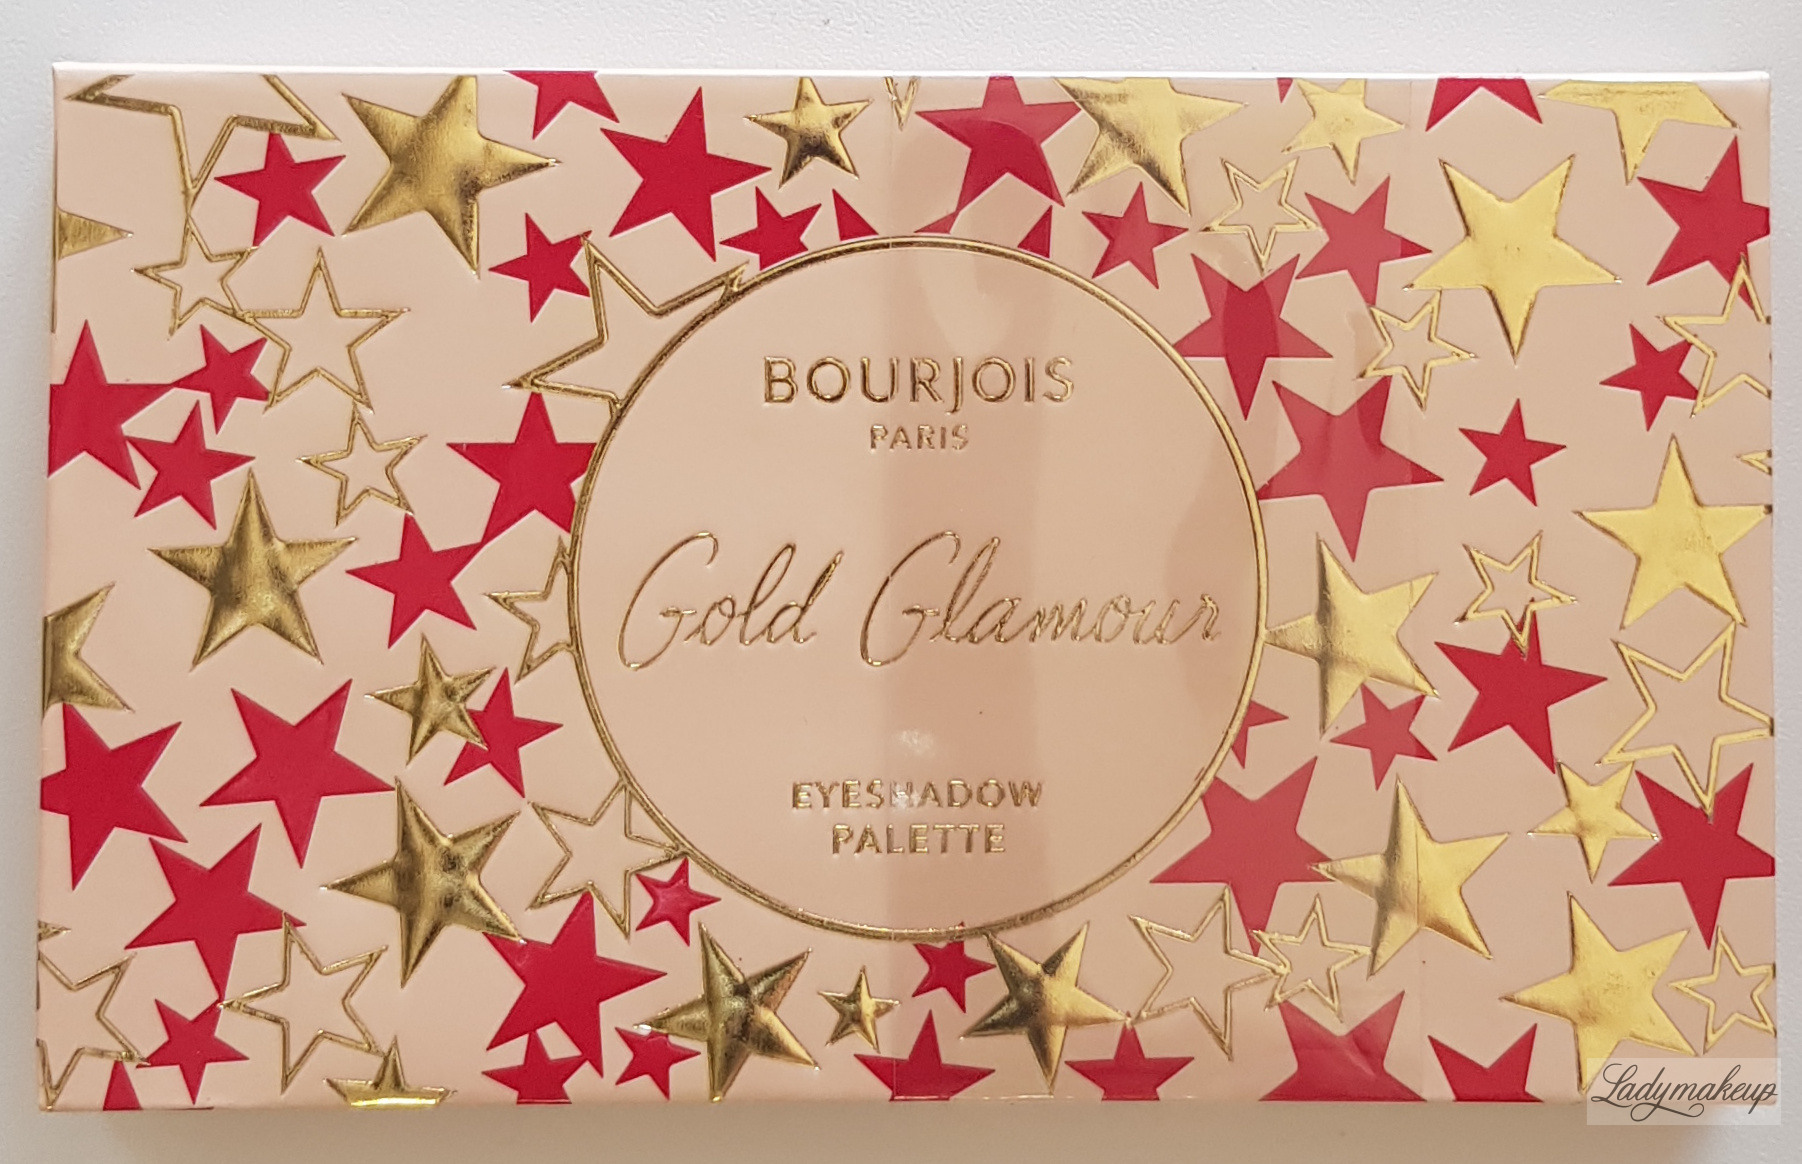 BOURJOIS
PARIS
Gold Glamour
EYESHADOW
PALETTE
Ladymakeup